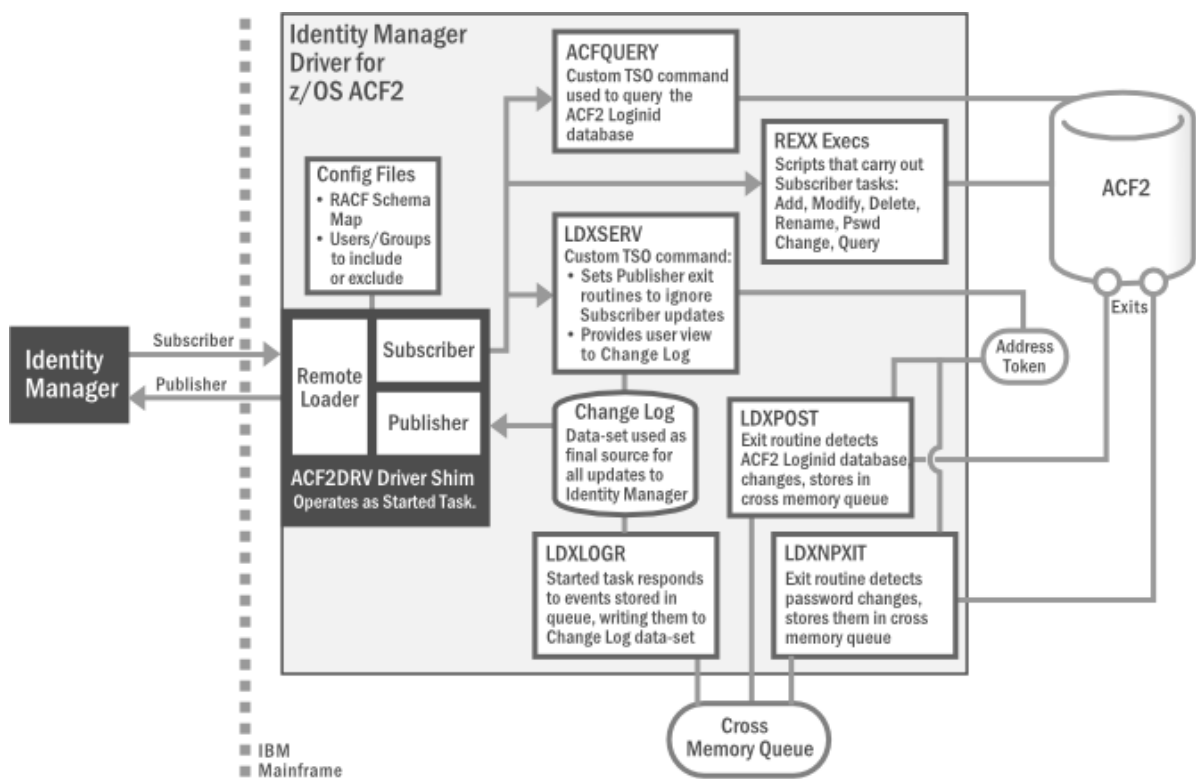 Identity Manager
Driver for
z/OS ACF2
ACFQUERY
Custom TSO command
used to query the
ACF2 Loginid
database
REXX Execs
Scripts that carry out
Subscriber tasks:
Add, Modify, Delete,
Rename, Pswd
Change, Query
ACF2
Exits
Config Files
• RACF Schema
Map
• Users/Groups
to include
or exclude
LDXSERV
Custom TSO command:
• Sets Publisher exit
routines to ignore
Subscriber updates
• Provides user view
to Change Log
Address
Token
Identity
Manager
Subscriber
Publisher
Remote
Loader
Subscriber
Publisher
ACF2DRV Driver Shim
Operates as Started Task.
Change Log
Data-set used as
final source for
all updates to
Identity Manager
LDXPOST
Exit routine detects
ACF2 Loginid database,
changes, stores in
cross memory queue
LDXLOGR
Started task responds
to events stored in
queue, writing them to
Change Log data-set
LDXNPXIT
Exit routine detects
password changes,
stores them in cross
memory queue
Cross
Memory Queue
IBM
Mainframe